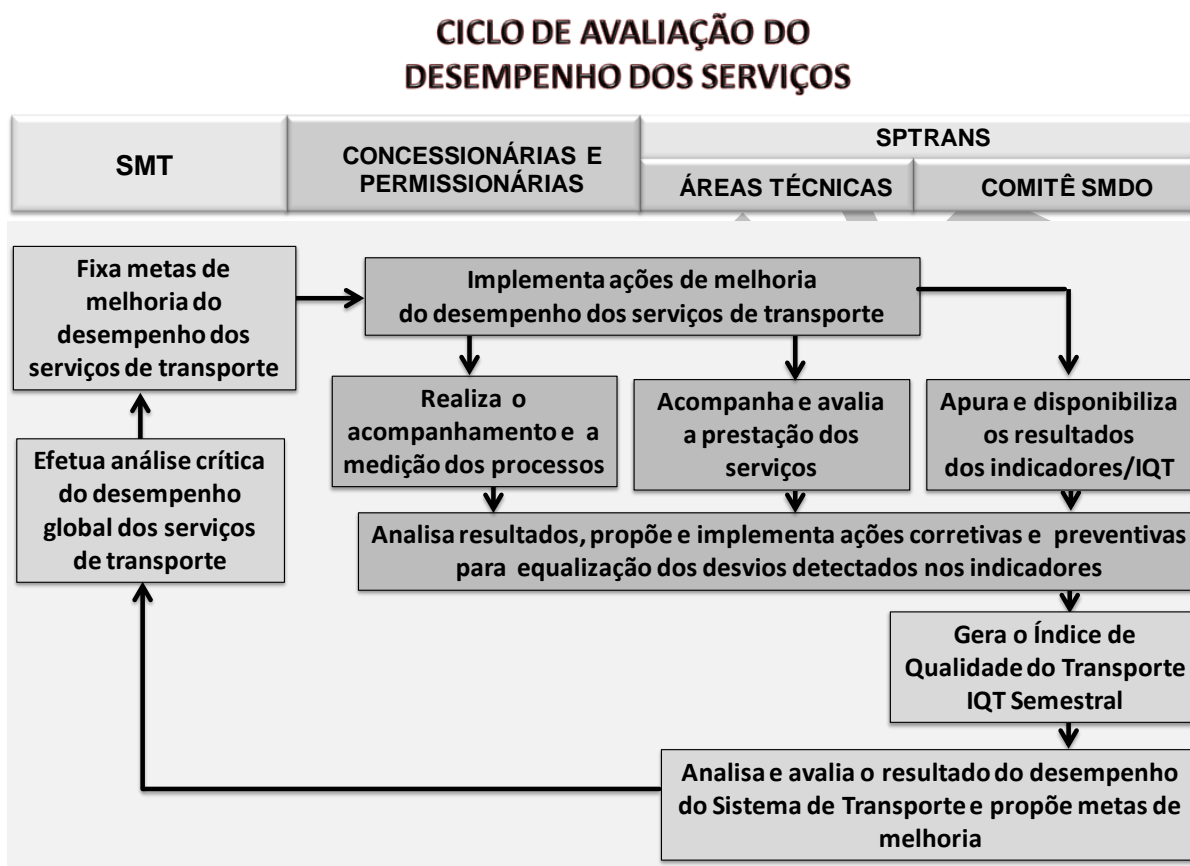 CICLO DE AVALIAÇÃO DO
DESEMPENHO DOS SERVIÇOS
SMT
CONCESSIONÁRIAS E
PERMISSIONÁRIAS
SPTRANS
ÁREAS TÉCNICAS
COMITÊ SMDO
Fixa metas de
melhoria do
desempenho dos
serviços de transporte
Implementa ações de melhoria
do desempenho dos serviços de transporte
Realiza o
acompanhamento e a
medição dos processos
Acompanha e avalia
a prestação dos
serviços
Apura e disponibiliza
os resultados
dos indicadores/IQT
Efetua análise crítica
do desempenho
global dos serviços
de transporte
Analisa resultados, propõe e implementa ações corretivas e preventivas
para equalização dos desvios detectados nos indicadores
Gera o Índice de
Qualidade do Transporte
IQT Semestral
Analisa e avalia o resultado do desempenho
do Sistema de Transporte e propõe metas de
melhoria